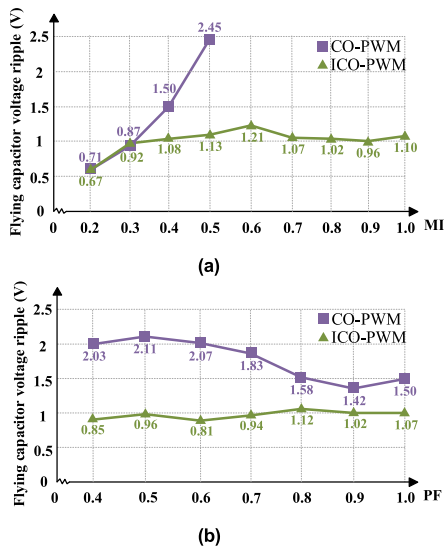 Flying capacitor voltage ripple (V)
2.5
2
1.5
1
0.5
0
CO-PWM
ICO-PWM
2.45
1.50
0.87
0.71
0.67
0.92
1.08
1.13
1.21
1.07
1.02
0.96
1.10
0 0.2 0.3 0.4 0.5 0.6 0.7 0.8 0.9 1.0 MI
(a)
Flying capacitor voltage ripple (V)
2.5
2
1.5
1
0.5
0
CO-PWM
ICO-PWM
2.03 2.11 2.07 1.83 1.58 1.42 1.50
0.85 0.96 0.81 0.94 1.12 1.02 1.07
0 0.4 0.5 0.6 0.7 0.8 0.9 1.0 PF
(b)